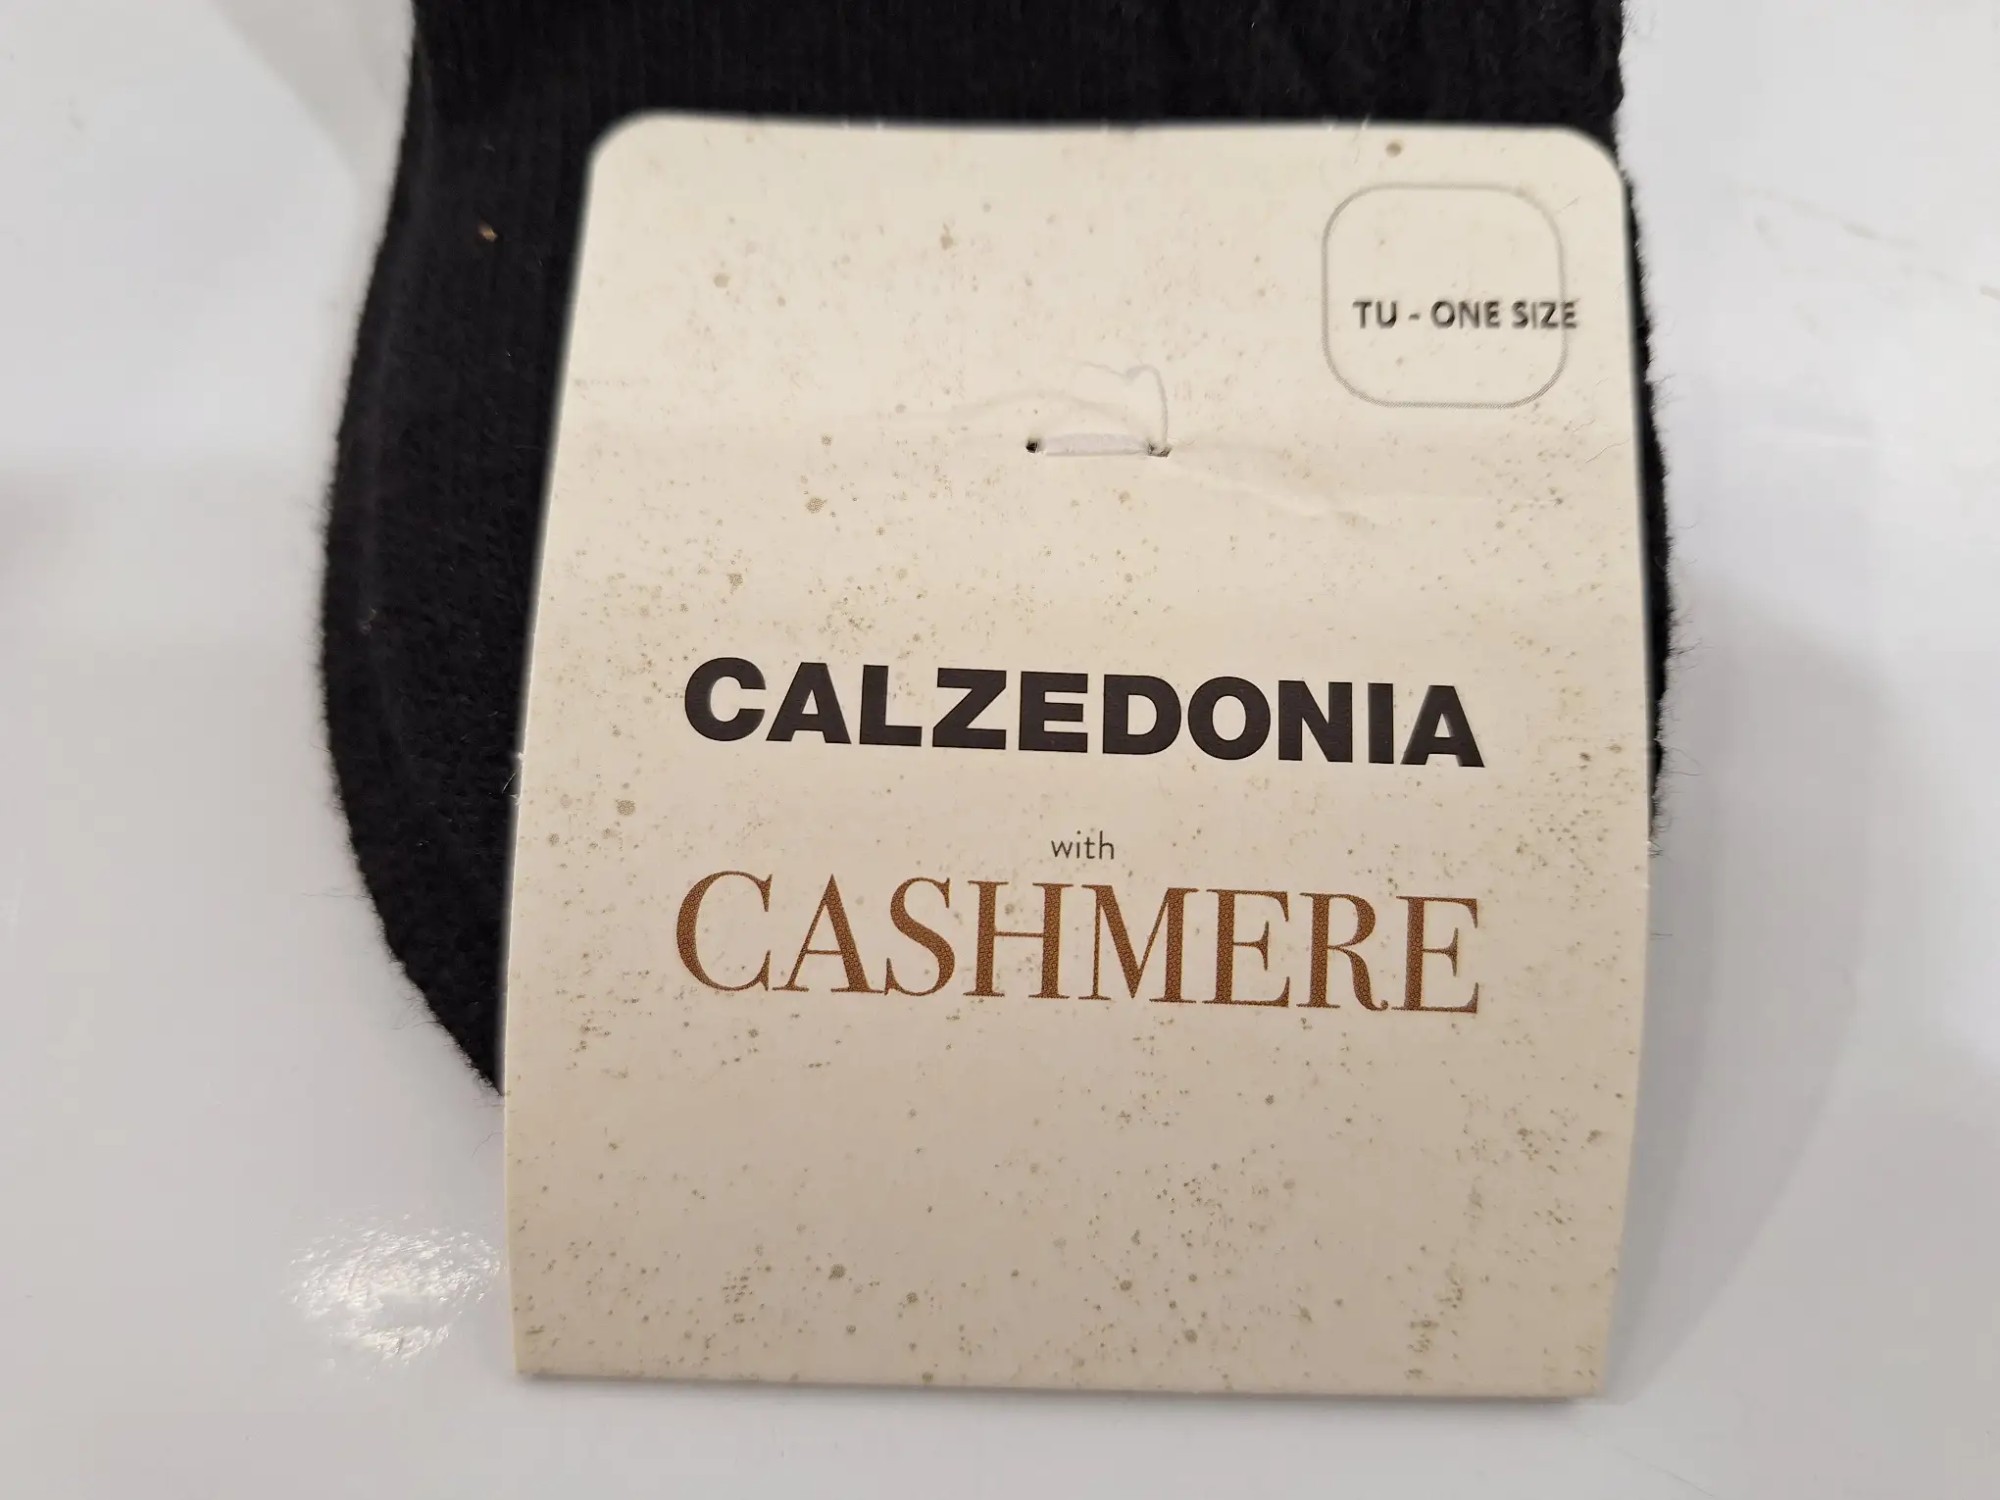 TU - ONE SIZE
CALZEDONIA
with
CASHMERE